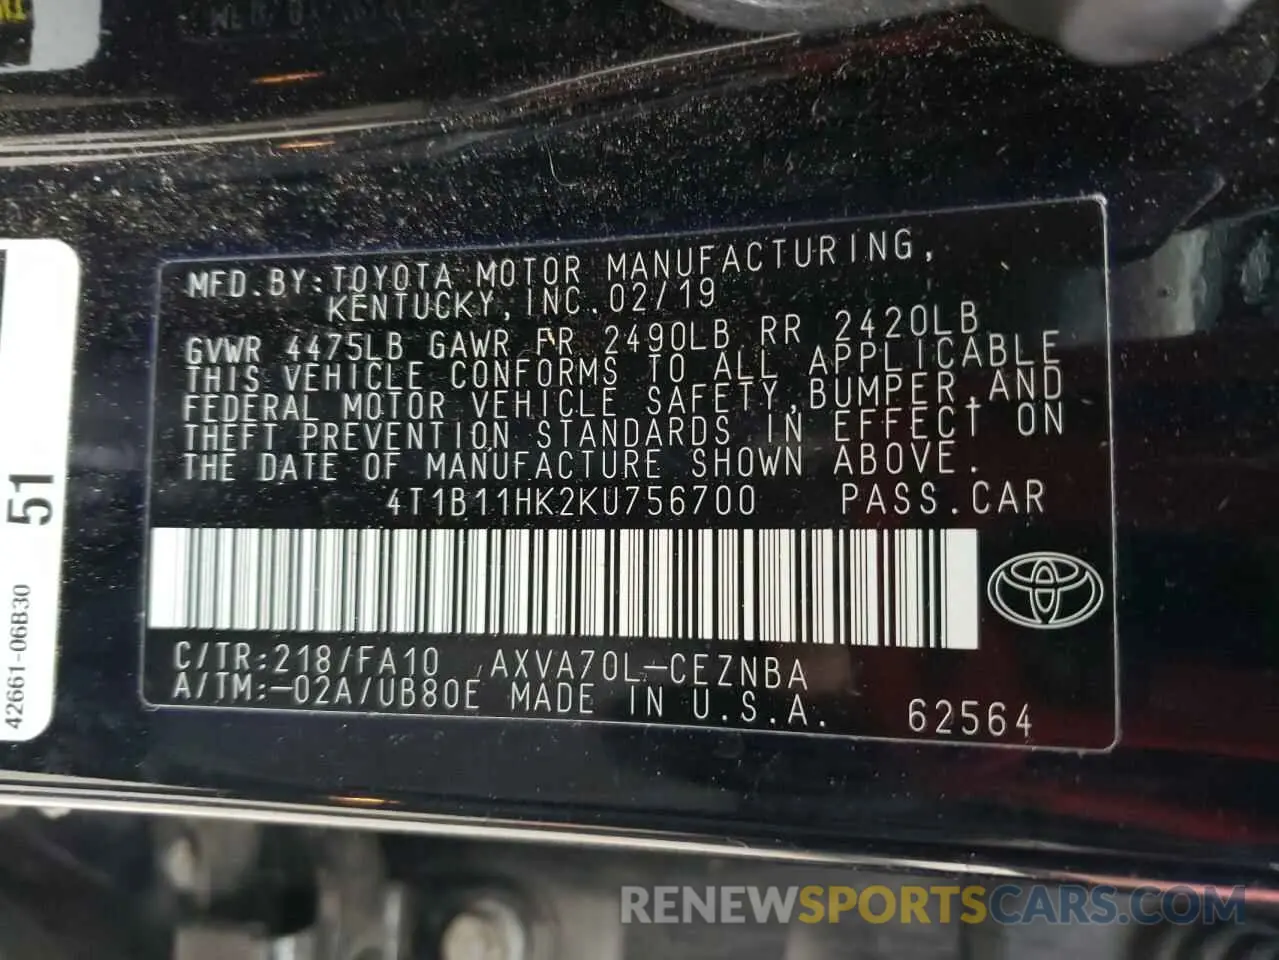 MFD.BY:TOYOTA MOTOR MANUFACTURING,
KENTUCKY,INC.02/19
GVWR 4475LB GAWR FR 2490LB RR 2420LB
THIS VEHICLE CONFORMS TO ALL APPLICABLE
FEDERAL MOTOR VEHICLE SAFETY,BUMPER,AND
THEFT PREVENTION STANDARDS IN EFFECT ON
THE DATE OF MANUFACTURE SHOWN ABOVE.
4T1B11HK2KU756700 PASS.CAR
C/TR:218/FA10 AXVA70L-CEZNBA
A/TM:-02A/UB80E MADE IN U.S.A. 62564
51
42661-06B30
RENEWSPORTSCARS.COM